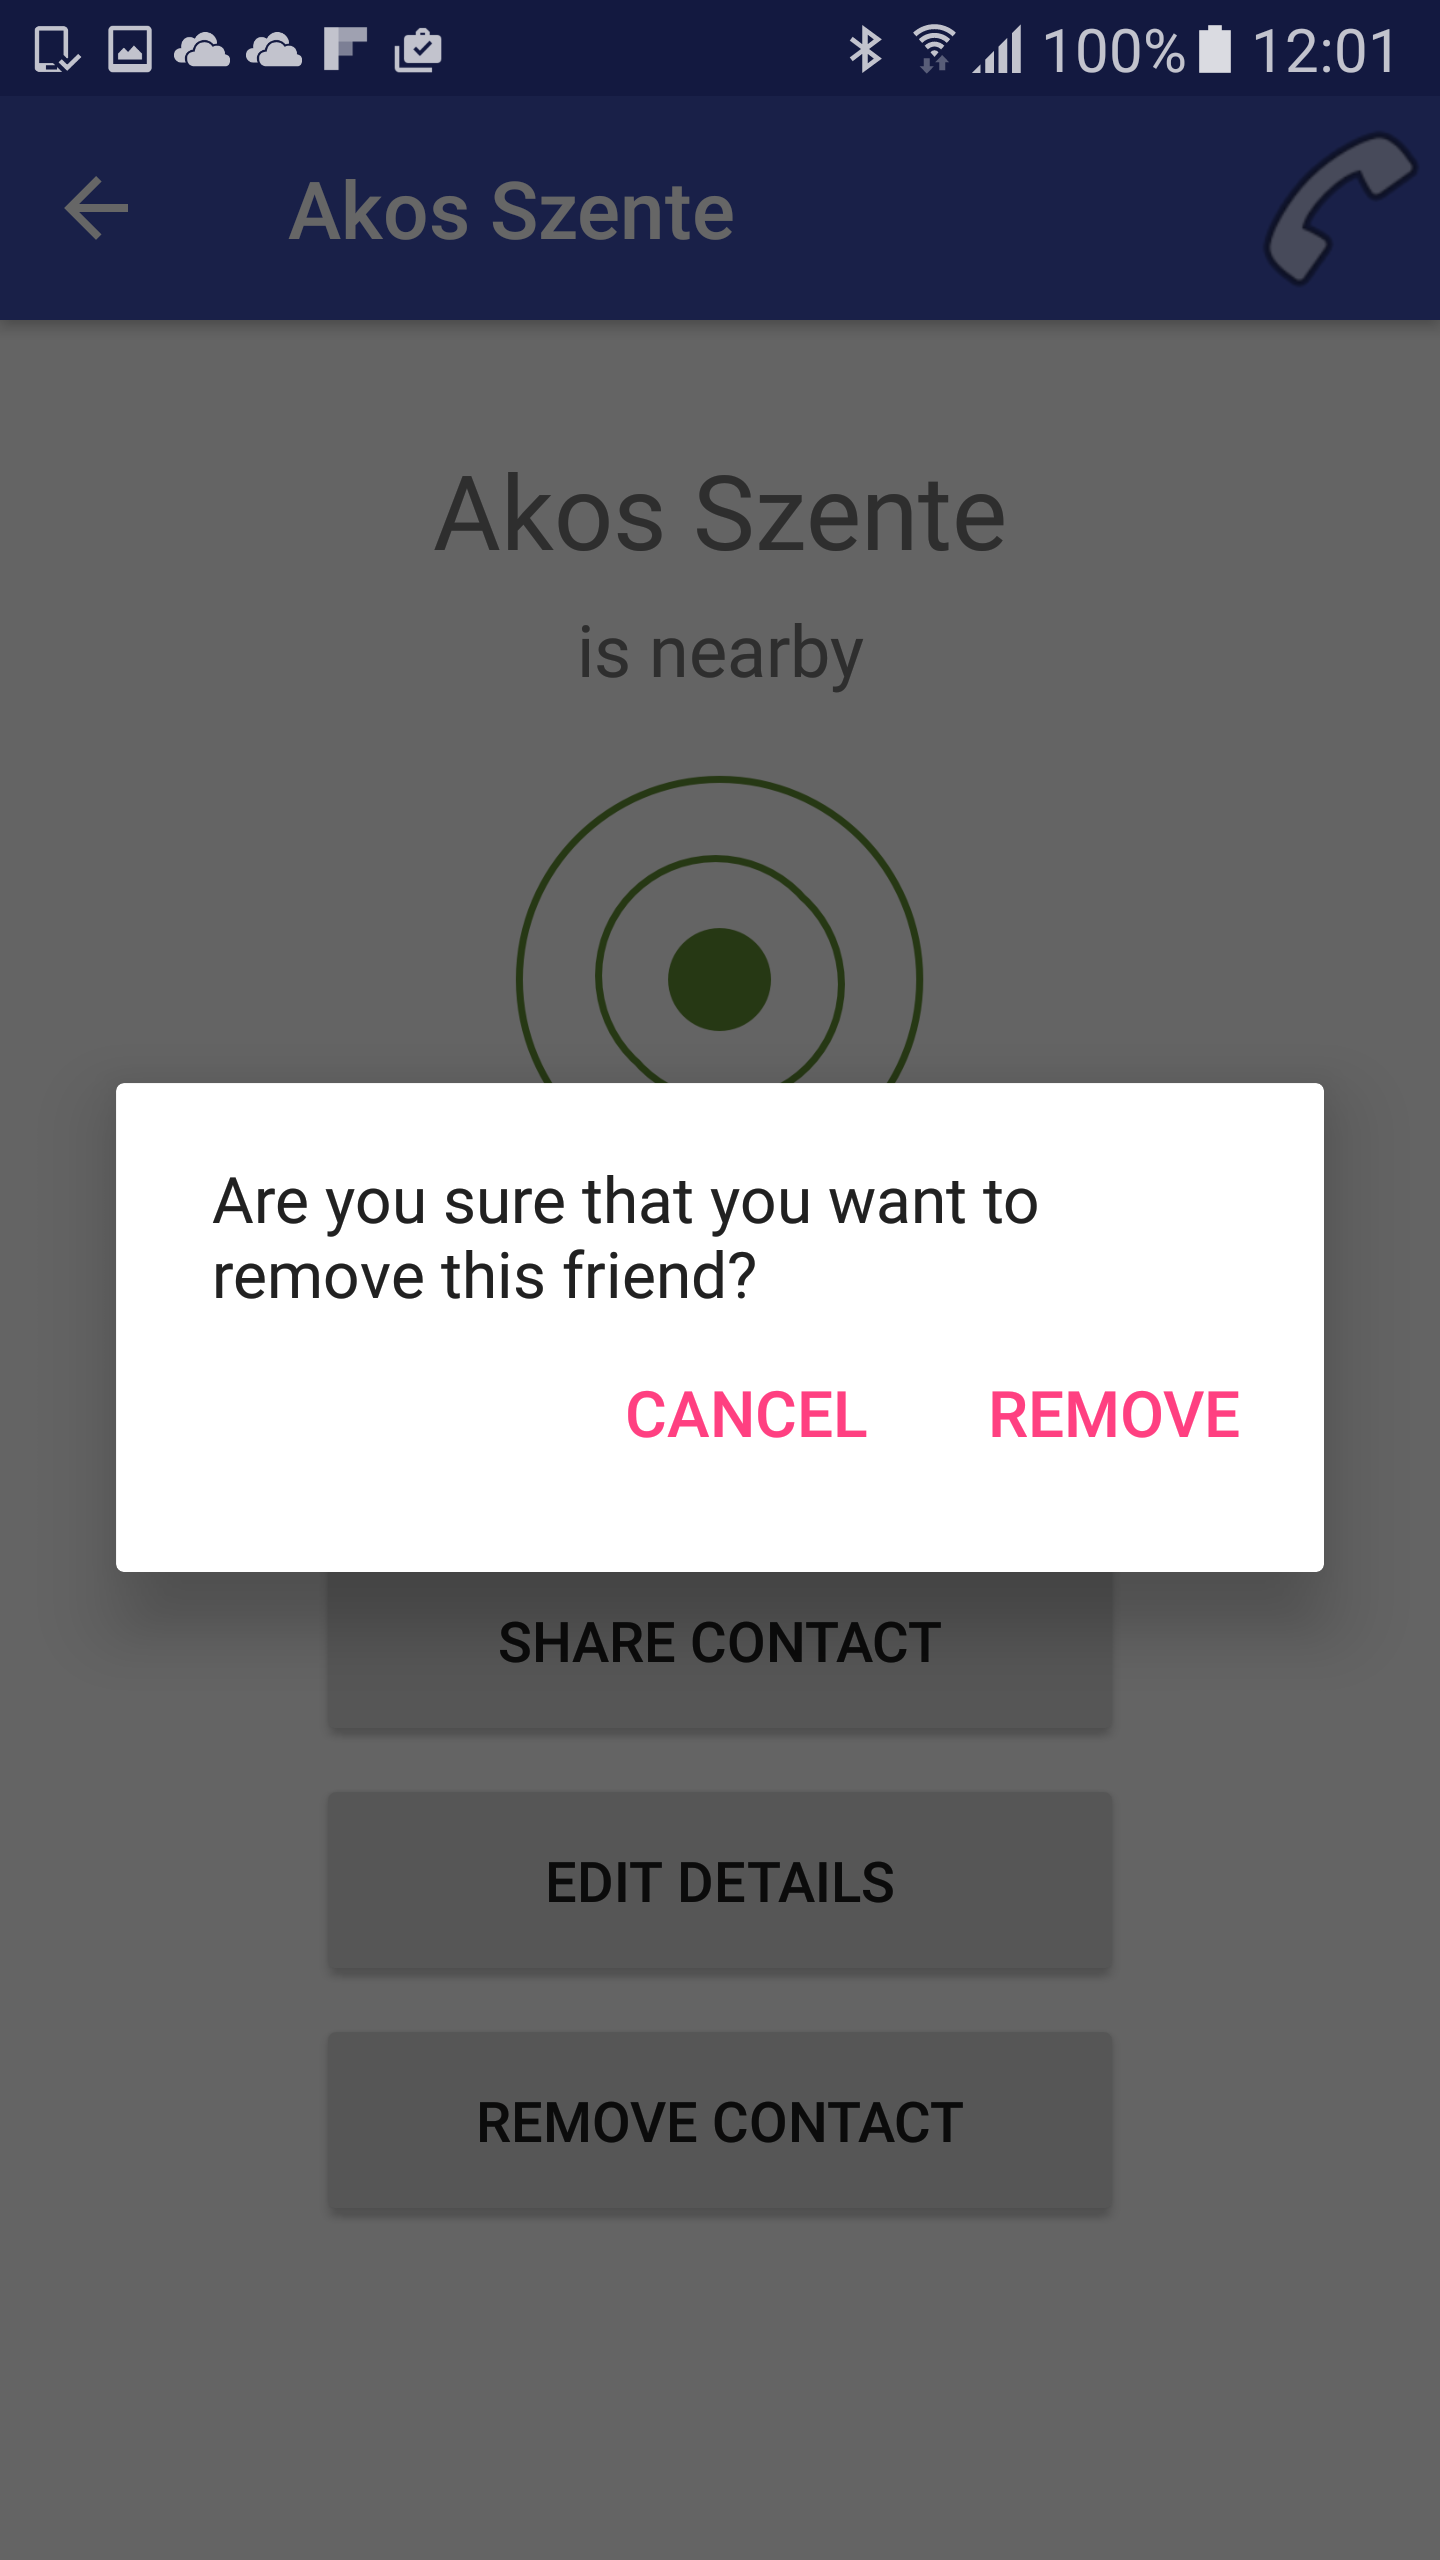 100% 12:01
Akos Szente
Akos Szente
is nearby
Are you sure that you want to
remove this friend?
CANCEL REMOVE
SHARE CONTACT
EDIT DETAILS
REMOVE CONTACT